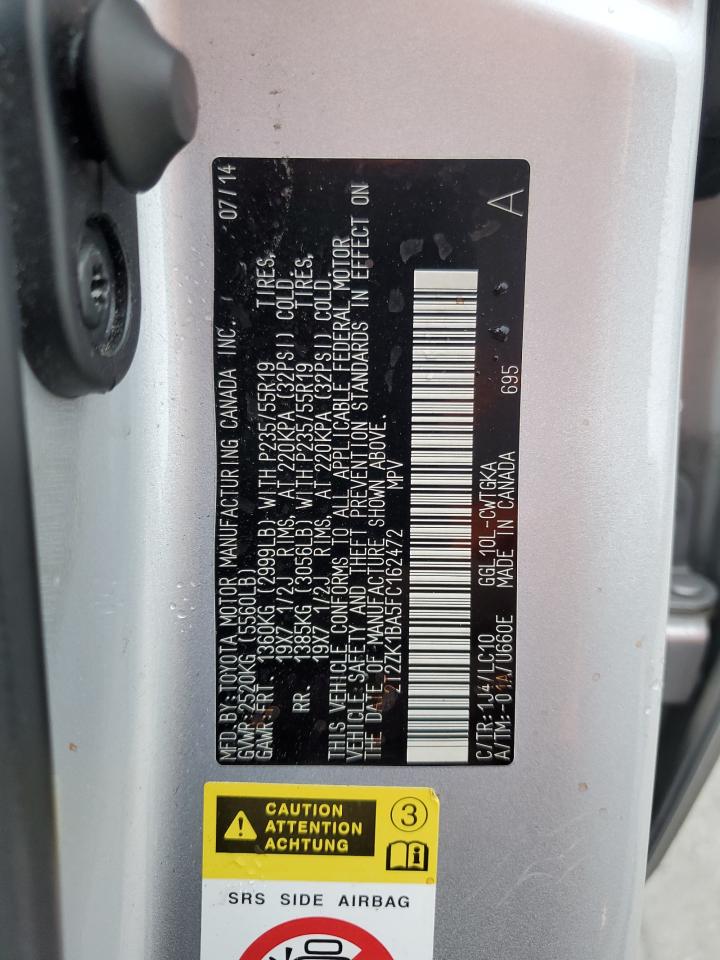 MFD. BY: TOYOTA MOTOR MANUFACTURING CANADA INC. 07/14
GVWR: 2520KG (5560LB)
GAWR: FRT. 1360KG (2999LB) WITH P235/55R19 TIRES,
19X7 1/2J RIMS, AT 220KPA (32PSI) COLD
RR. 1385KG (3056LB) WITH P235/55R19 TIRES,
19X7 1/2J RIMS, AT 220KPA (32PSI) COLD.
THIS VEHICLE CONFORMS TO ALL APPLICABLE FEDERAL MOTOR
VEHICLE SAFETY AND THEFT PREVENTION STANDARDS IN EFFECT ON
THE DATE OF MANUFACTURE SHOWN ABOVE.
2T2ZK1BA5FC162472 MPV
A
C/TR: 1J4/LC10 GGL10L-CWTGKA
A/TM: -01A/U660E MADE IN CANADA 695
CAUTION
ATTENTION
ACHTUNG
3
SRS SIDE AIRBAG